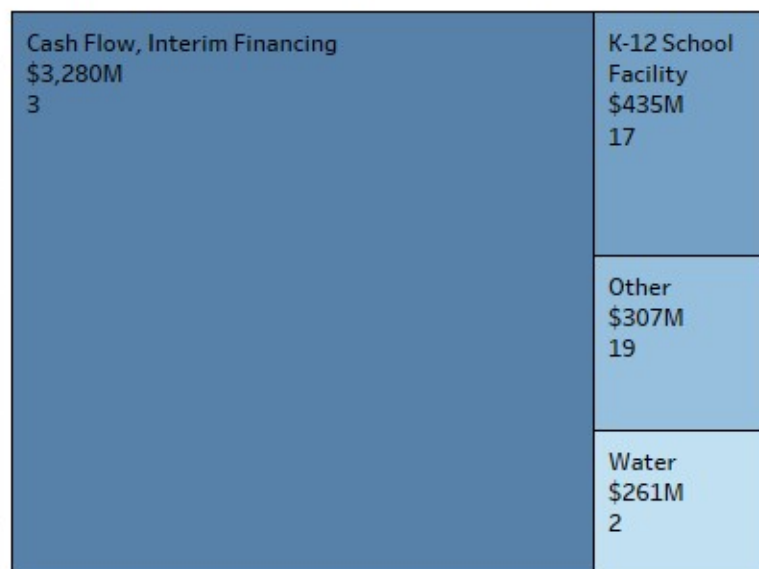 Cash Flow, Interim Financing
$3,280M
3
K-12 School
Facility
$435M
17
Other
$307M
19
Water
$261M
2